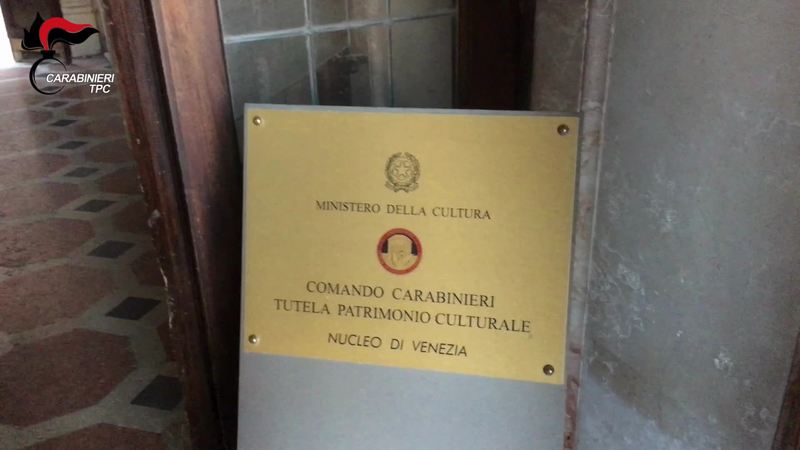 CARABINIERI
TPC
MINISTERO DELLA CULTURA
COMANDO CARABINIERI
TUTELA PATRIMONIO CULTURALE
NUCLEO DI VENEZIA